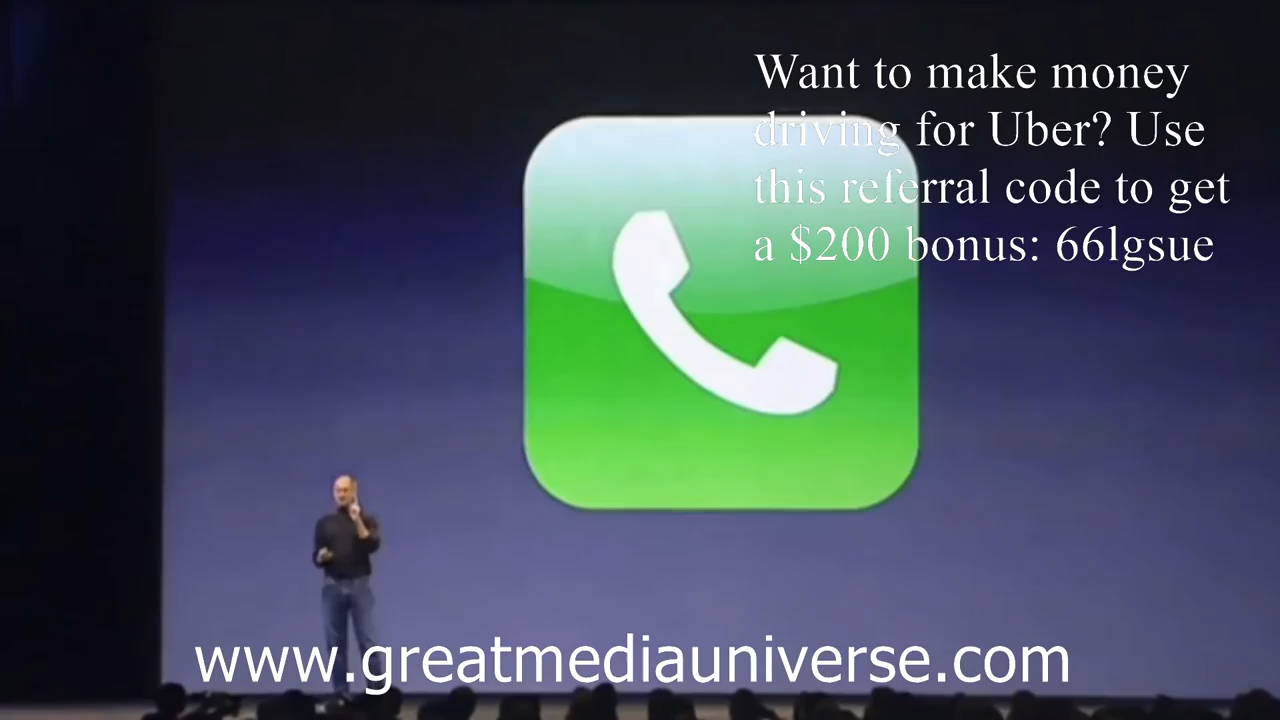 Want to make money
driving for Uber? Use
this referral code to get
a $200 bonus: 66lgsue
www.greatmediauniverse.com